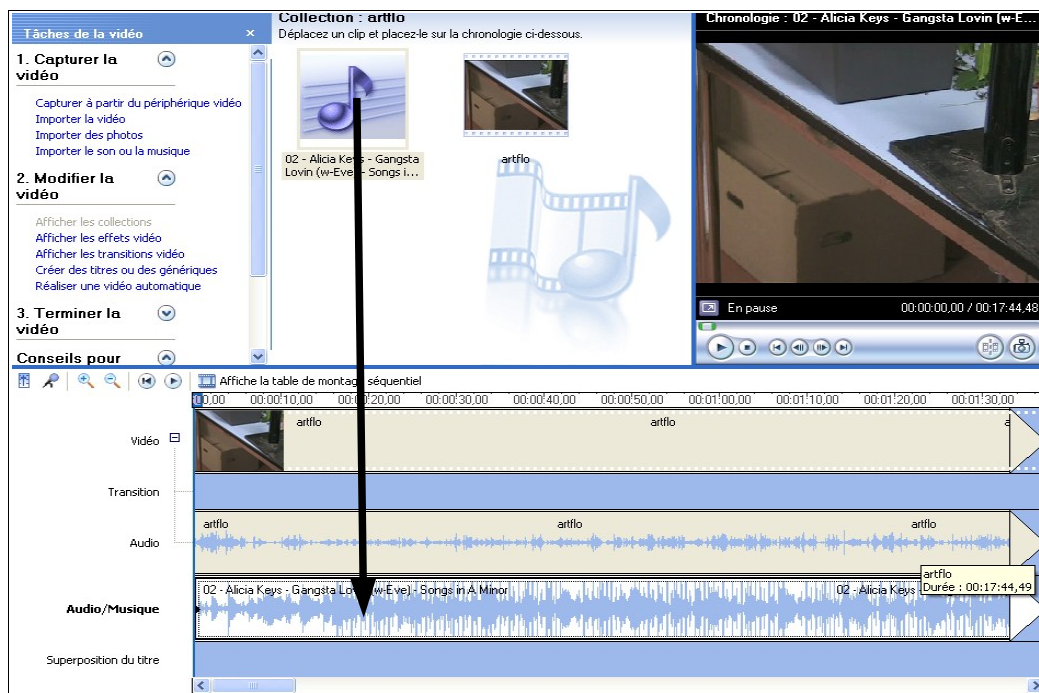 Tâches de la vidéo
1. Capturer la
vidéo
Capturer à partir du périphérique vidéo
Importer la vidéo
Importer des photos
Importer le son ou la musique
2. Modifier la
vidéo
Afficher les collections
Afficher les effets vidéo
Afficher les transitions vidéo
Créer des titres ou des génériques
Réaliser une vidéo automatique
3. Terminer la
vidéo
Conseils pour
Collection : artflo
Déplacez un clip et placez-le sur la chronologie ci-dessous.
02 - Alicia Keys - Gangsta
Lovin (w-Eve) - Songs i...
artflo
Chronologie : 02 - Alicia Keys - Gangsta Lovin (w-E...
En pause
00:00:00,00 / 00:17:44,48
Affiche la table de montage séquentiel
0,00 00:00:10,00 00:00:20,00 00:00:30,00 00:00:40,00 00:00:50,00 00:01:00,00 00:01:10,00 00:01:20,00 00:01:30,00
Vidéo
artflo artflo a
Transition
Audio
artflo artflo artflo
artflo
Durée : 00:17:44,49
Audio/Musique
02 - Alicia Keys - Gangsta Lovin (w-Eve) - Songs in A Minor 02 - Alicia Keys
Superposition du titre